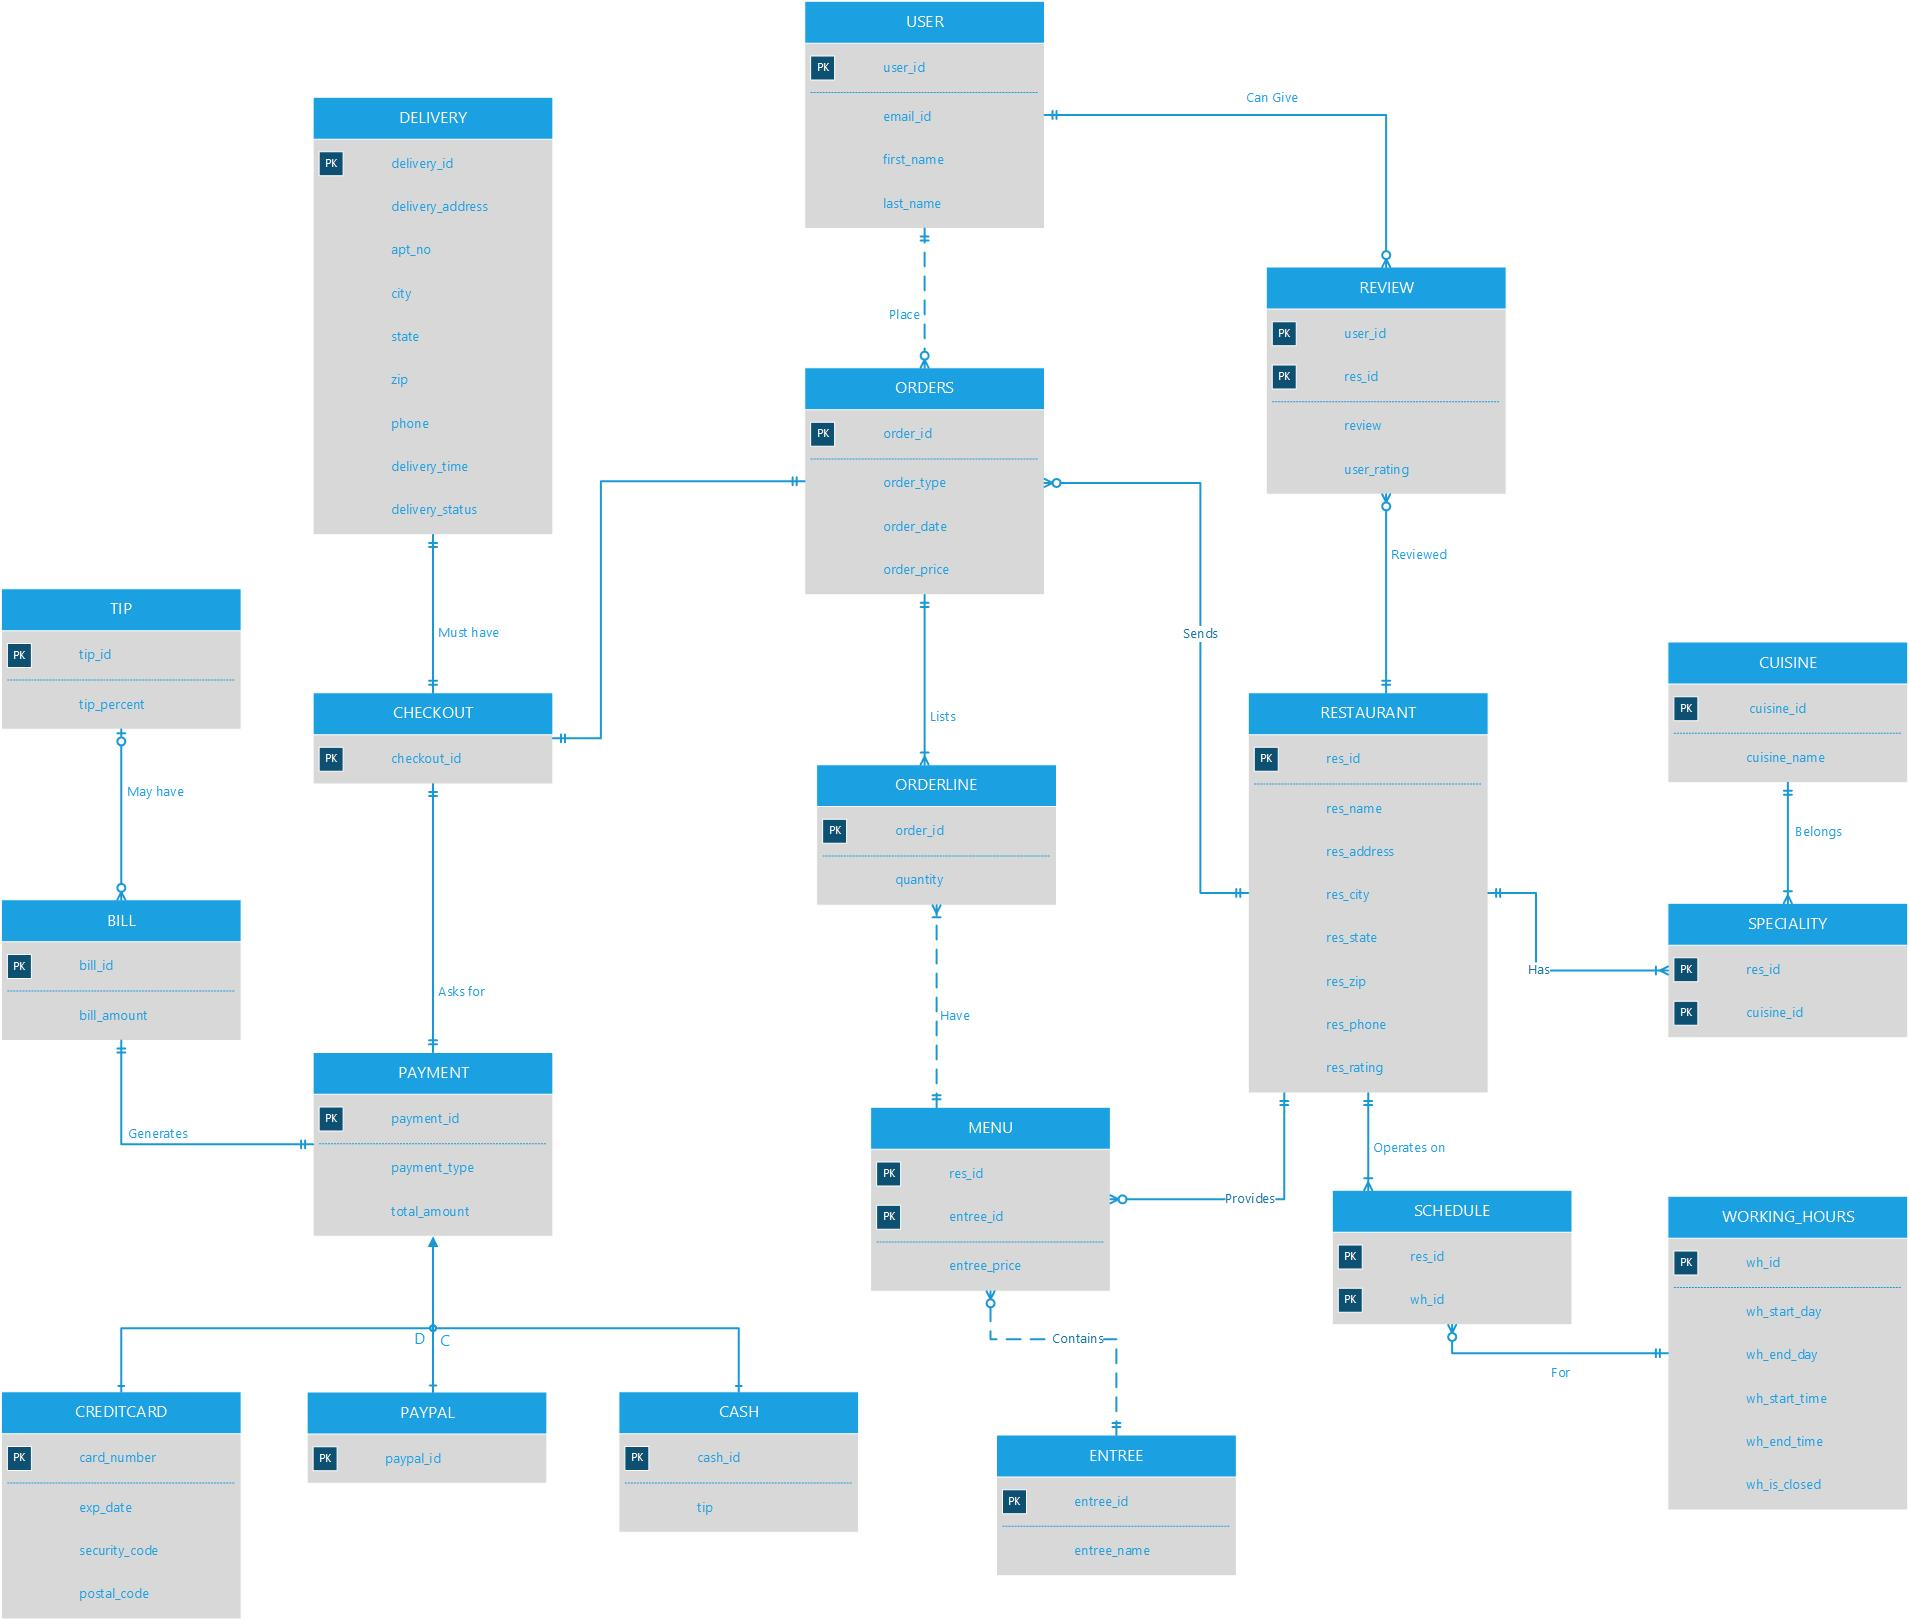 USER
PK user_id
email_id
first_name
last_name
Can Give
DELIVERY
PK delivery_id
delivery_address
apt_no
city
state
zip
phone
delivery_time
delivery_status
Place
REVIEW
PK user_id
PK res_id
review
user_rating
ORDERS
PK order_id
order_type
order_date
order_price
Reviewed
Must have
Sends
Lists
TIP
PK tip_id
tip_percent
May have
CHECKOUT
PK checkout_id
ORDERLINE
PK order_id
quantity
RESTAURANT
PK res_id
res_name
res_address
res_city
res_state
res_zip
res_phone
res_rating
CUISINE
PK cuisine_id
cuisine_name
Belongs
Has
SPECIALITY
PK res_id
PK cuisine_id
BILL
PK bill_id
bill_amount
Asks for
Have
Generates
PAYMENT
PK payment_id
payment_type
total_amount
MENU
PK res_id
PK entree_id
entree_price
Provides
Operates on
SCHEDULE
PK res_id
PK wh_id
For
WORKING_HOURS
PK wh_id
wh_start_day
wh_end_day
wh_start_time
wh_end_time
wh_is_closed
D C
Contains
CREDITCARD
PK card_number
exp_date
security_code
postal_code
PAYPAL
PK paypal_id
CASH
PK cash_id
tip
ENTREE
PK entree_id
entree_name